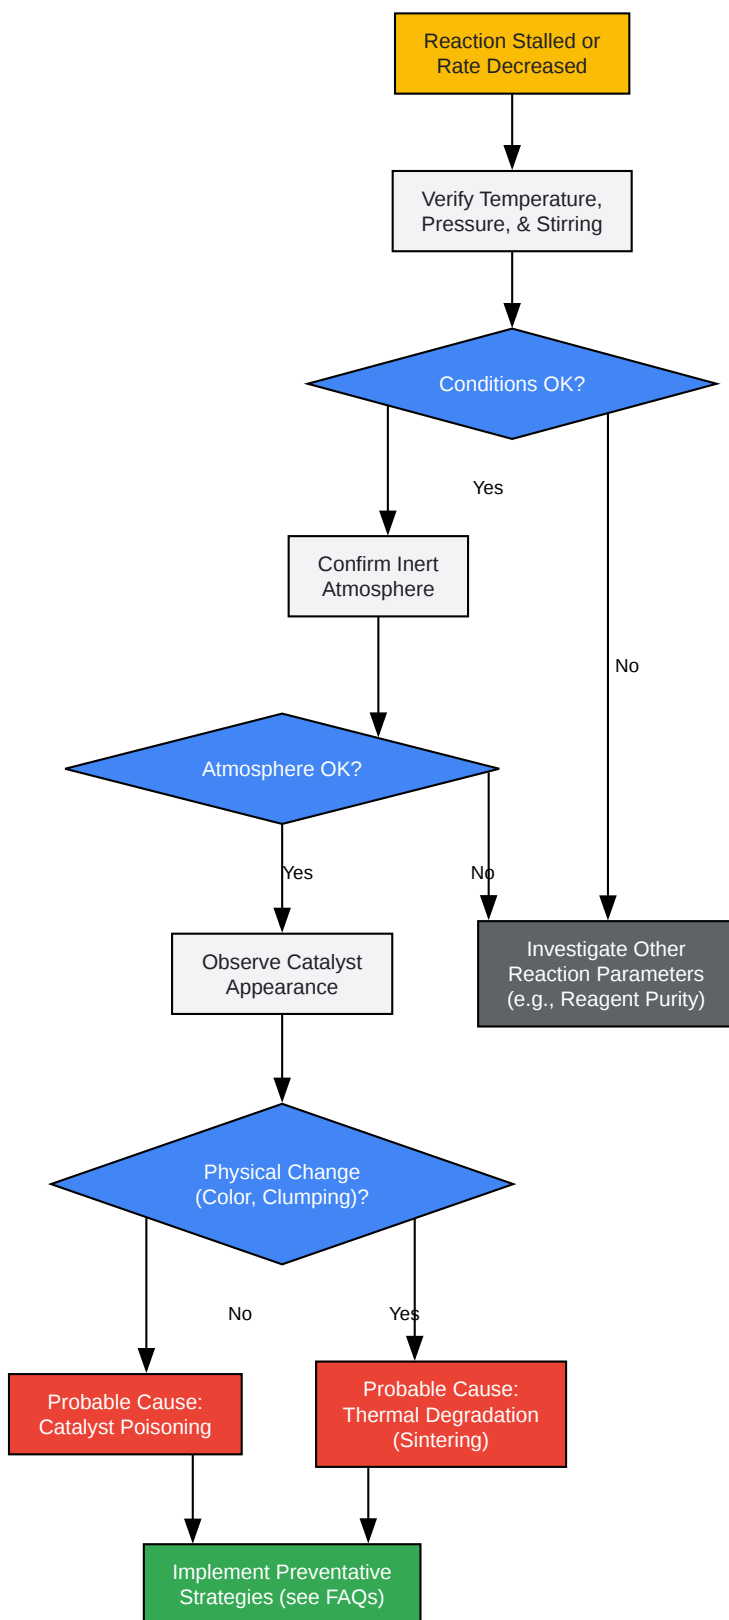 Reaction Stalled or
Rate Decreased
Verify Temperature,
Pressure, & Stirring
Conditions OK?
Yes
Confirm Inert
Atmosphere
No
Atmosphere OK?
Yes
No
Observe Catalyst
Appearance
Investigate Other
Reaction Parameters
(e.g., Reagent Purity)
Physical Change
(Color, Clumping)?
No
Yes
Probable Cause:
Catalyst Poisoning
Probable Cause:
Thermal Degradation
(Sintering)
Implement Preventative
Strategies (see FAQs)